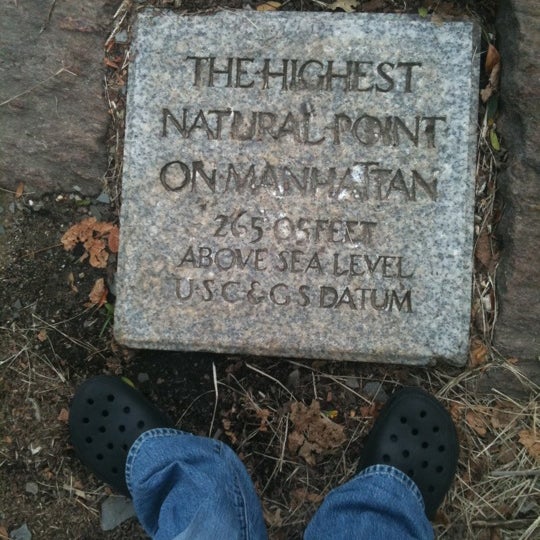 THE·HIGHEST
NATURAL·POINT
ON MANHATTAN
265·05 FEET
ABOVE SEA LEVEL
U·S·C·&·G·S DATUM